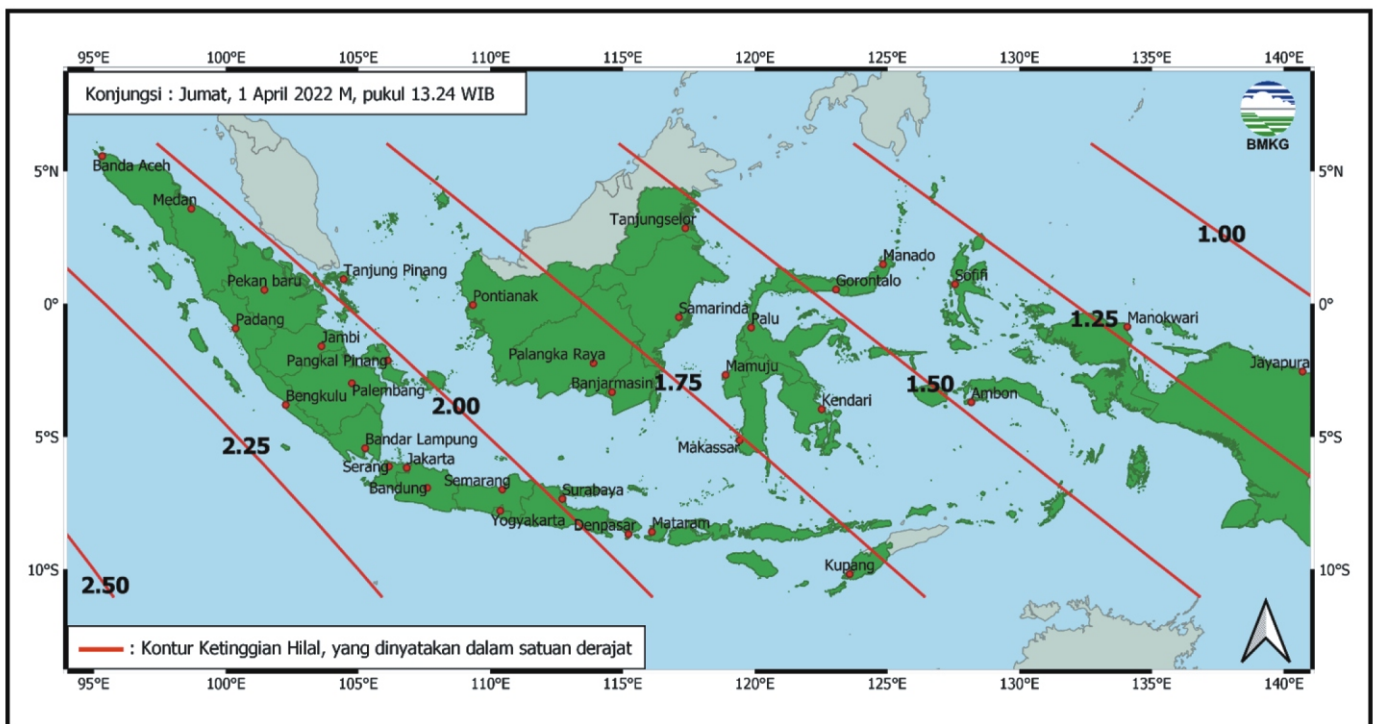 95°E 100°E 105°E 110°E 115°E 120°E 125°E 130°E 135°E 140°E
Konjungsi : Jumat, 1 April 2022 M, pukul 13.24 WIB
BMKG
5°N 5°N
Banda Aceh
Medan
Tanjungselor
1.00
Manado
Tanjung Pinang
Sofifi
Pekan baru
Gorontalo
0° 0°
Pontianak
Samarinda
1.25
Manokwari
Padang
Palu
Jambi
Pangkal Pinang
Palangka Raya
Jayapura
Mamuju
Banjarmasin
1.75
1.50
Palembang
Bengkulu
Ambon
2.00
Kendari
5°S 5°S
Bandar Lampung
2.25
Makassar
Serang
Jakarta
Bandung
Semarang
Surabaya
Yogyakarta
Denpasar
Mataram
Kupang
10°S 10°S
2.50
: Kontur Ketinggian Hilal, yang dinyatakan dalam satuan derajat
95°E 100°E 105°E 110°E 115°E 120°E 125°E 130°E 135°E 140°E